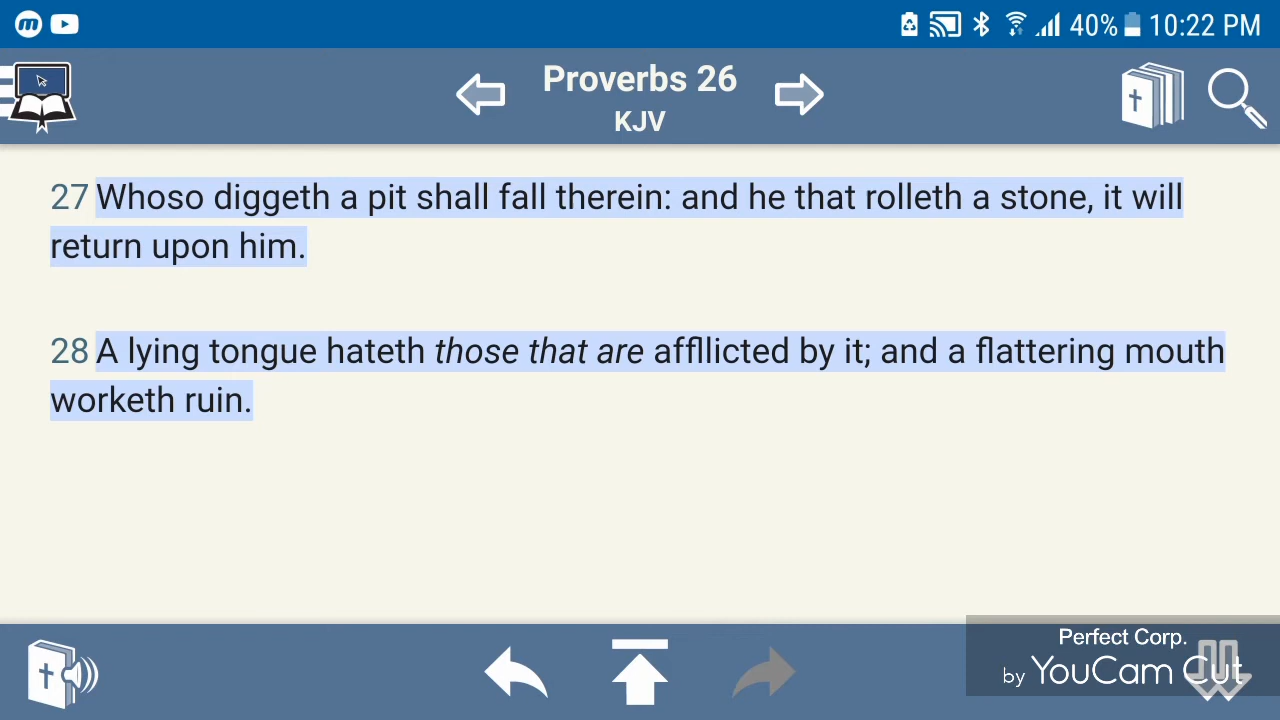 m
40% 10:22 PM
Proverbs 26
KJV
27 Whoso diggeth a pit shall fall therein: and he that rolleth a stone, it will
return upon him.
28 A lying tongue hateth those that are affllicted by it; and a flattering mouth
worketh ruin.
Perfect Corp.
by YouCam Cut